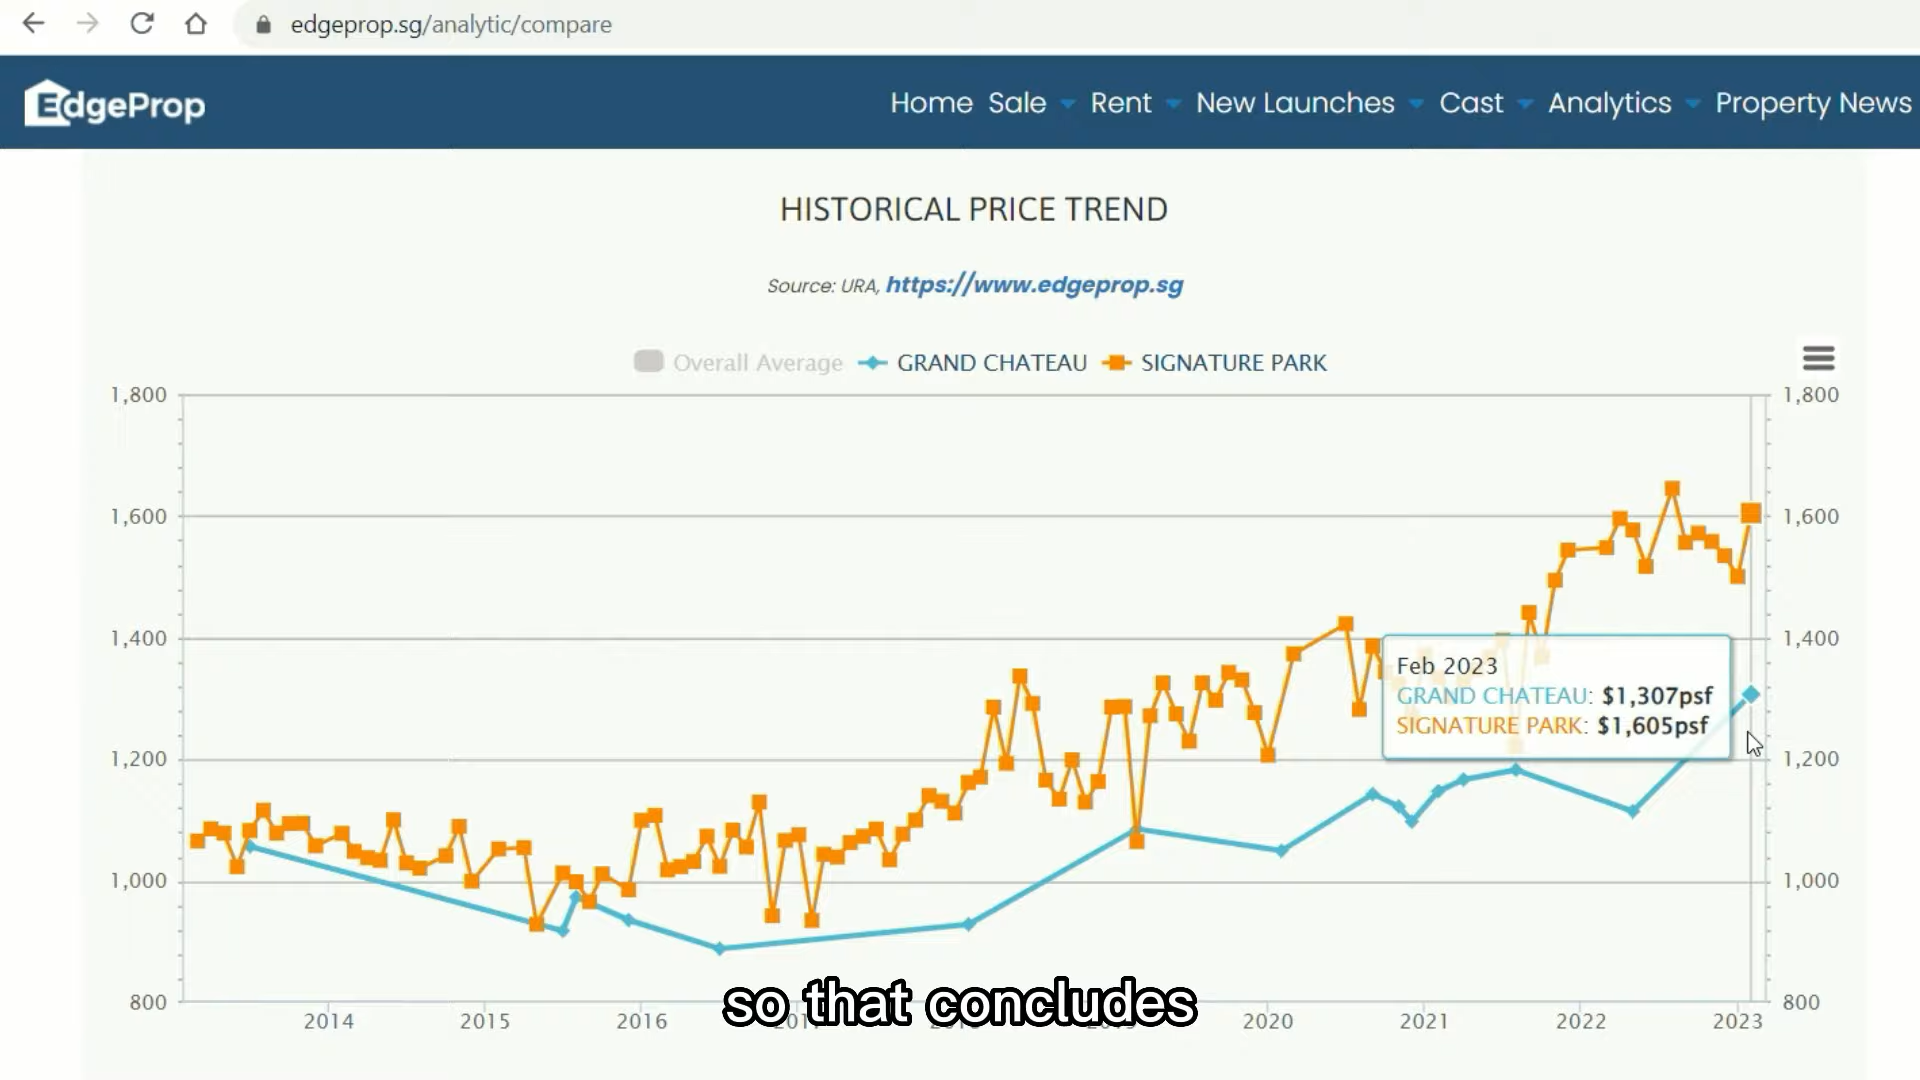 edgeprop.sg/analytic/compare
EdgeProp
Home Sale Rent New Launches Cast Analytics Property News
HISTORICAL PRICE TREND
Source: URA, https://www.edgeprop.sg
Overall Average GRAND CHATEAU SIGNATURE PARK
1,800 1,800
1,600 1,600
1,400 1,400
Feb 2023
GRAND CHATEAU: $1,307psf
SIGNATURE PARK: $1,605psf
1,200 1,200
1,000 1,000
800 800
so that concludes
2014 2015 2016 2020 2021 2022 2023